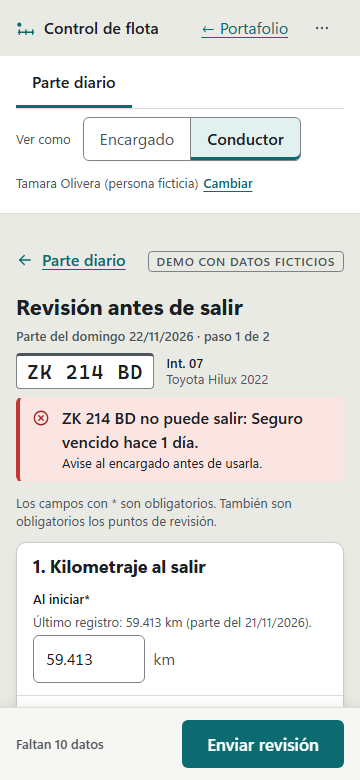 Control de flota
← Portafolio
...
Parte diario
Ver como
Encargado
Conductor
Tamara Olivera (persona ficticia) Cambiar
← Parte diario
DEMO CON DATOS FICTICIOS
Revisión antes de salir
Parte del domingo 22/11/2026 · paso 1 de 2
ZK 214 BD
Int. 07
Toyota Hilux 2022
ZK 214 BD no puede salir: Seguro
vencido hace 1 día.
Avise al encargado antes de usarla.
Los campos con * son obligatorios. También son
obligatorios los puntos de revisión.
1. Kilometraje al salir
Al iniciar*
Último registro: 59.413 km (parte del 21/11/2026).
59.413 km
Faltan 10 datos
Enviar revisión